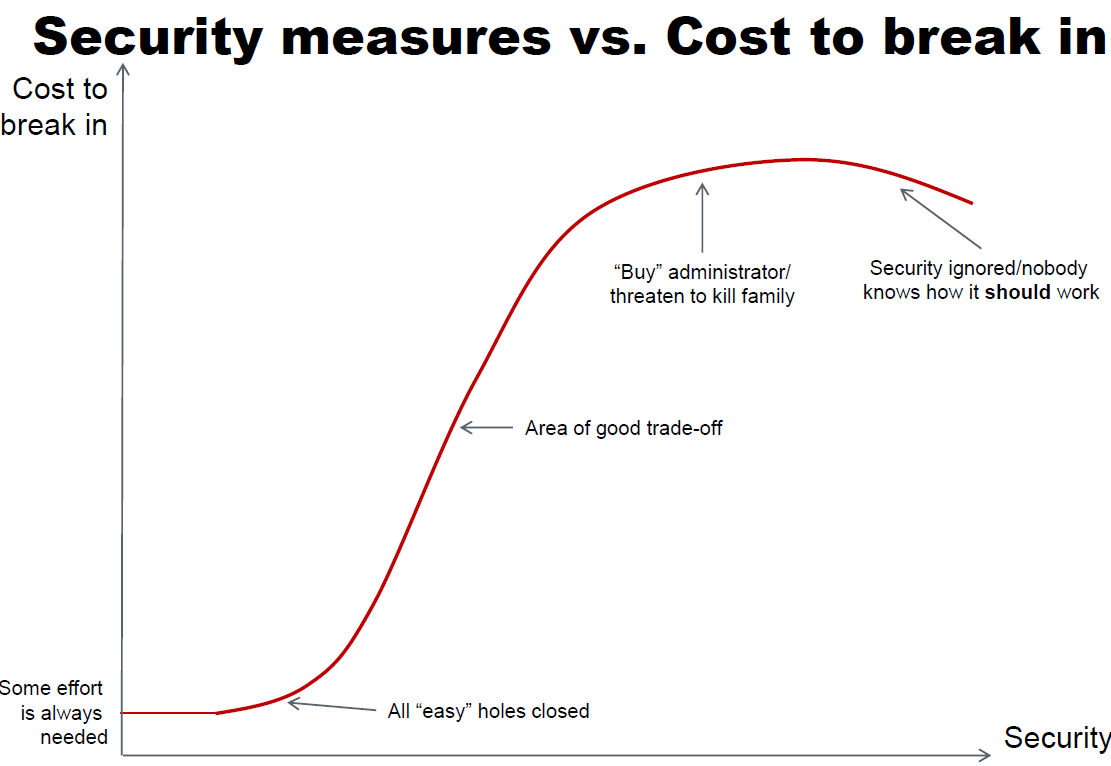 Security measures vs. Cost to break in
Cost to
break in
“Buy” administrator/
threaten to kill family
Security ignored/nobody
knows how it should work
Area of good trade-off
Some effort
is always
needed
All “easy” holes closed
Security